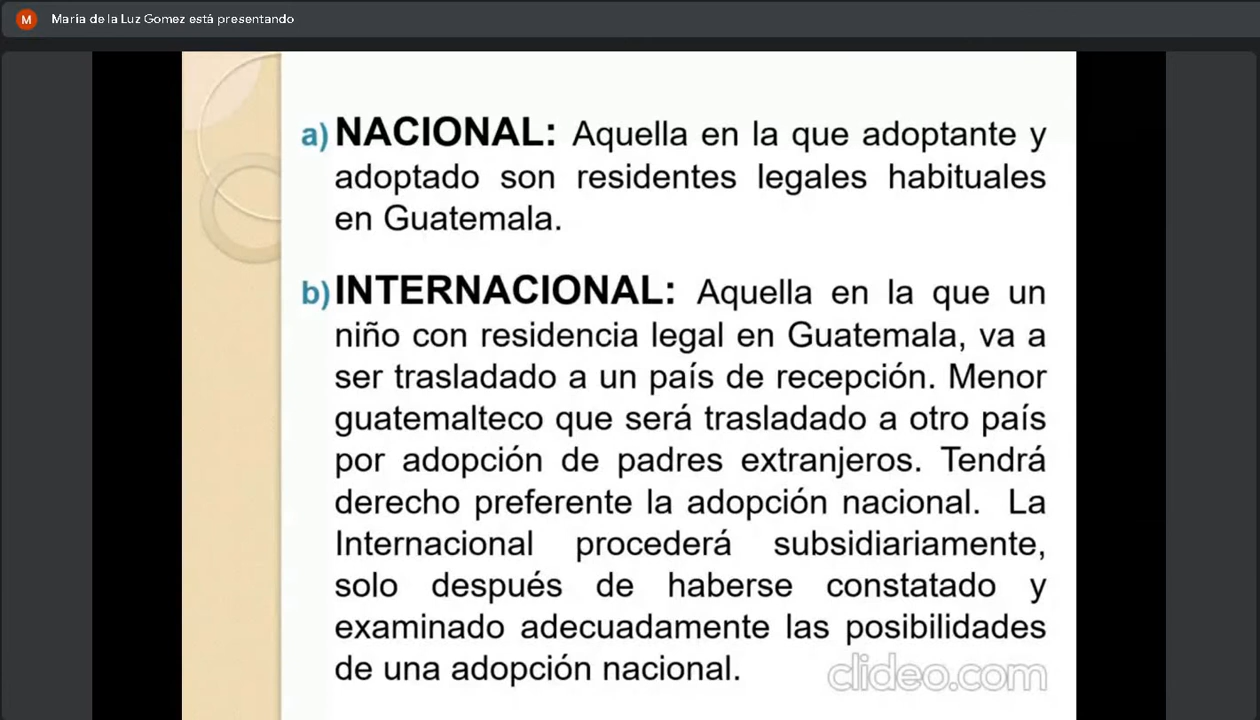 M María de la Luz Gomez está presentando
a) NACIONAL: Aquella en la que adoptante y
adoptado son residentes legales habituales
en Guatemala.
b) INTERNACIONAL: Aquella en la que un
niño con residencia legal en Guatemala, va a
ser trasladado a un país de recepción. Menor
guatemalteco que será trasladado a otro país
por adopción de padres extranjeros. Tendrá
derecho preferente la adopción nacional. La
Internacional procederá subsidiariamente,
solo después de haberse constatado y
examinado adecuadamente las posibilidades
de una adopción nacional.
clideo.com